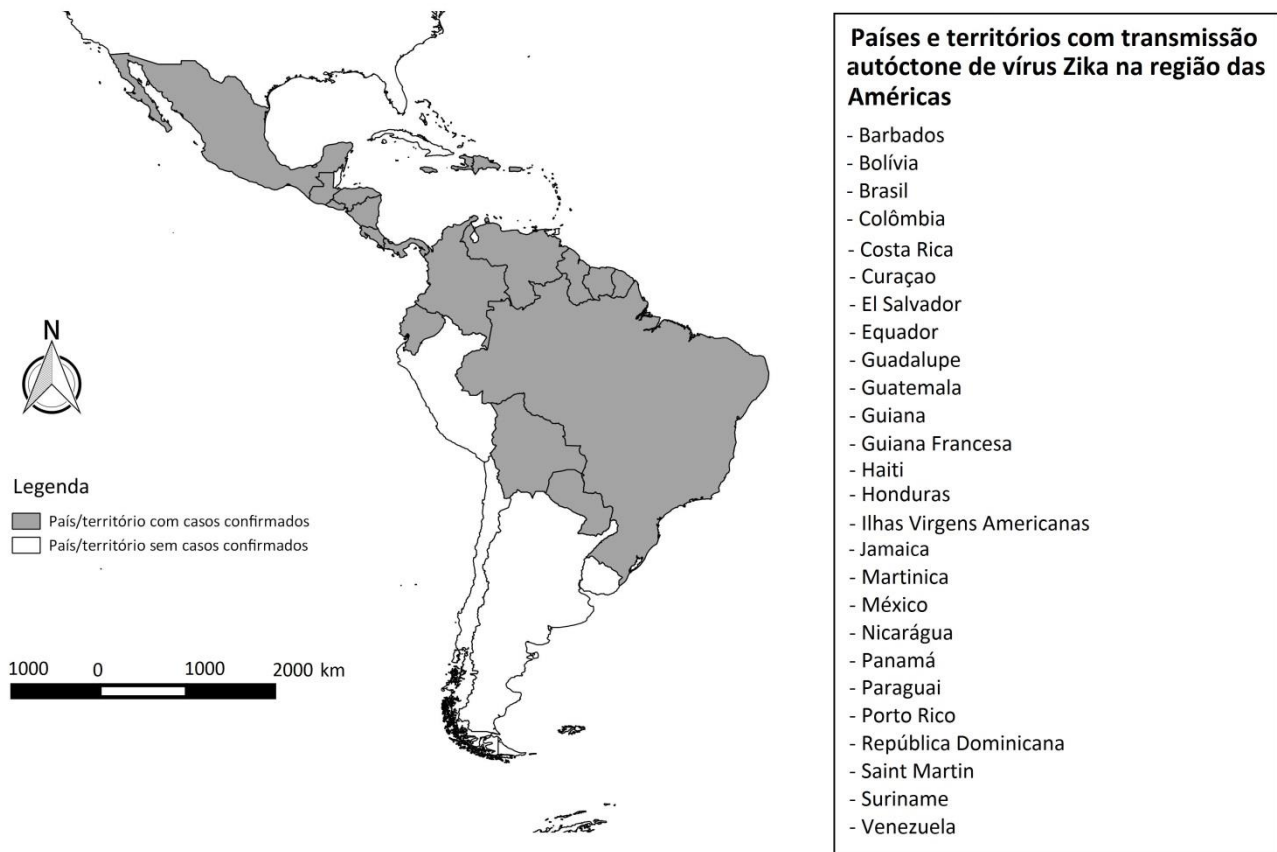 N
Legenda
País/território com casos confirmados
País/território sem casos confirmados
1000 0 1000 2000 km
Países e territórios com transmissão
autóctone de vírus Zika na região das
Américas
- Barbados
- Bolívia
- Brasil
- Colômbia
- Costa Rica
- Curaçao
- El Salvador
- Equador
- Guadalupe
- Guatemala
- Guiana
- Guiana Francesa
- Haiti
- Honduras
- Ilhas Virgens Americanas
- Jamaica
- Martinica
- México
- Nicarágua
- Panamá
- Paraguai
- Porto Rico
- República Dominicana
- Saint Martin
- Suriname
- Venezuela